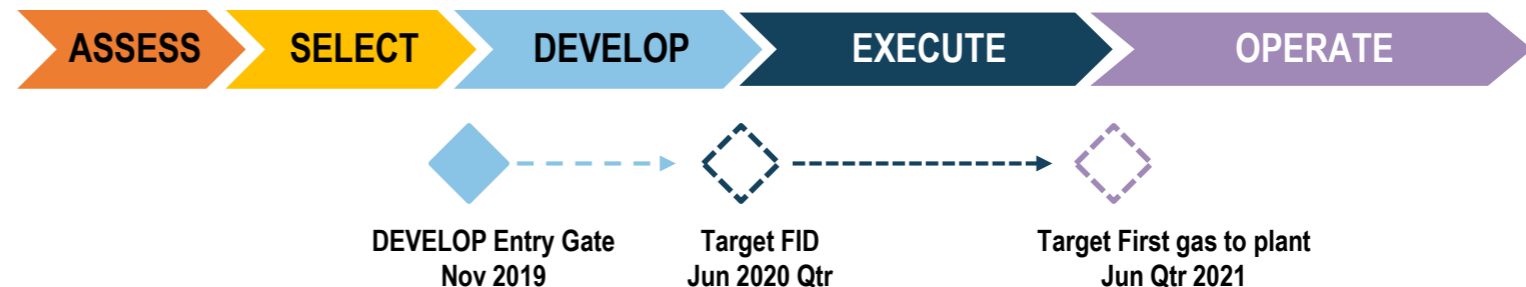 ASSESS
SELECT
DEVELOP
EXECUTE
OPERATE
DEVELOP Entry Gate
Nov 2019
Target FID
Jun 2020 Qtr
Target First gas to plant
Jun Qtr 2021